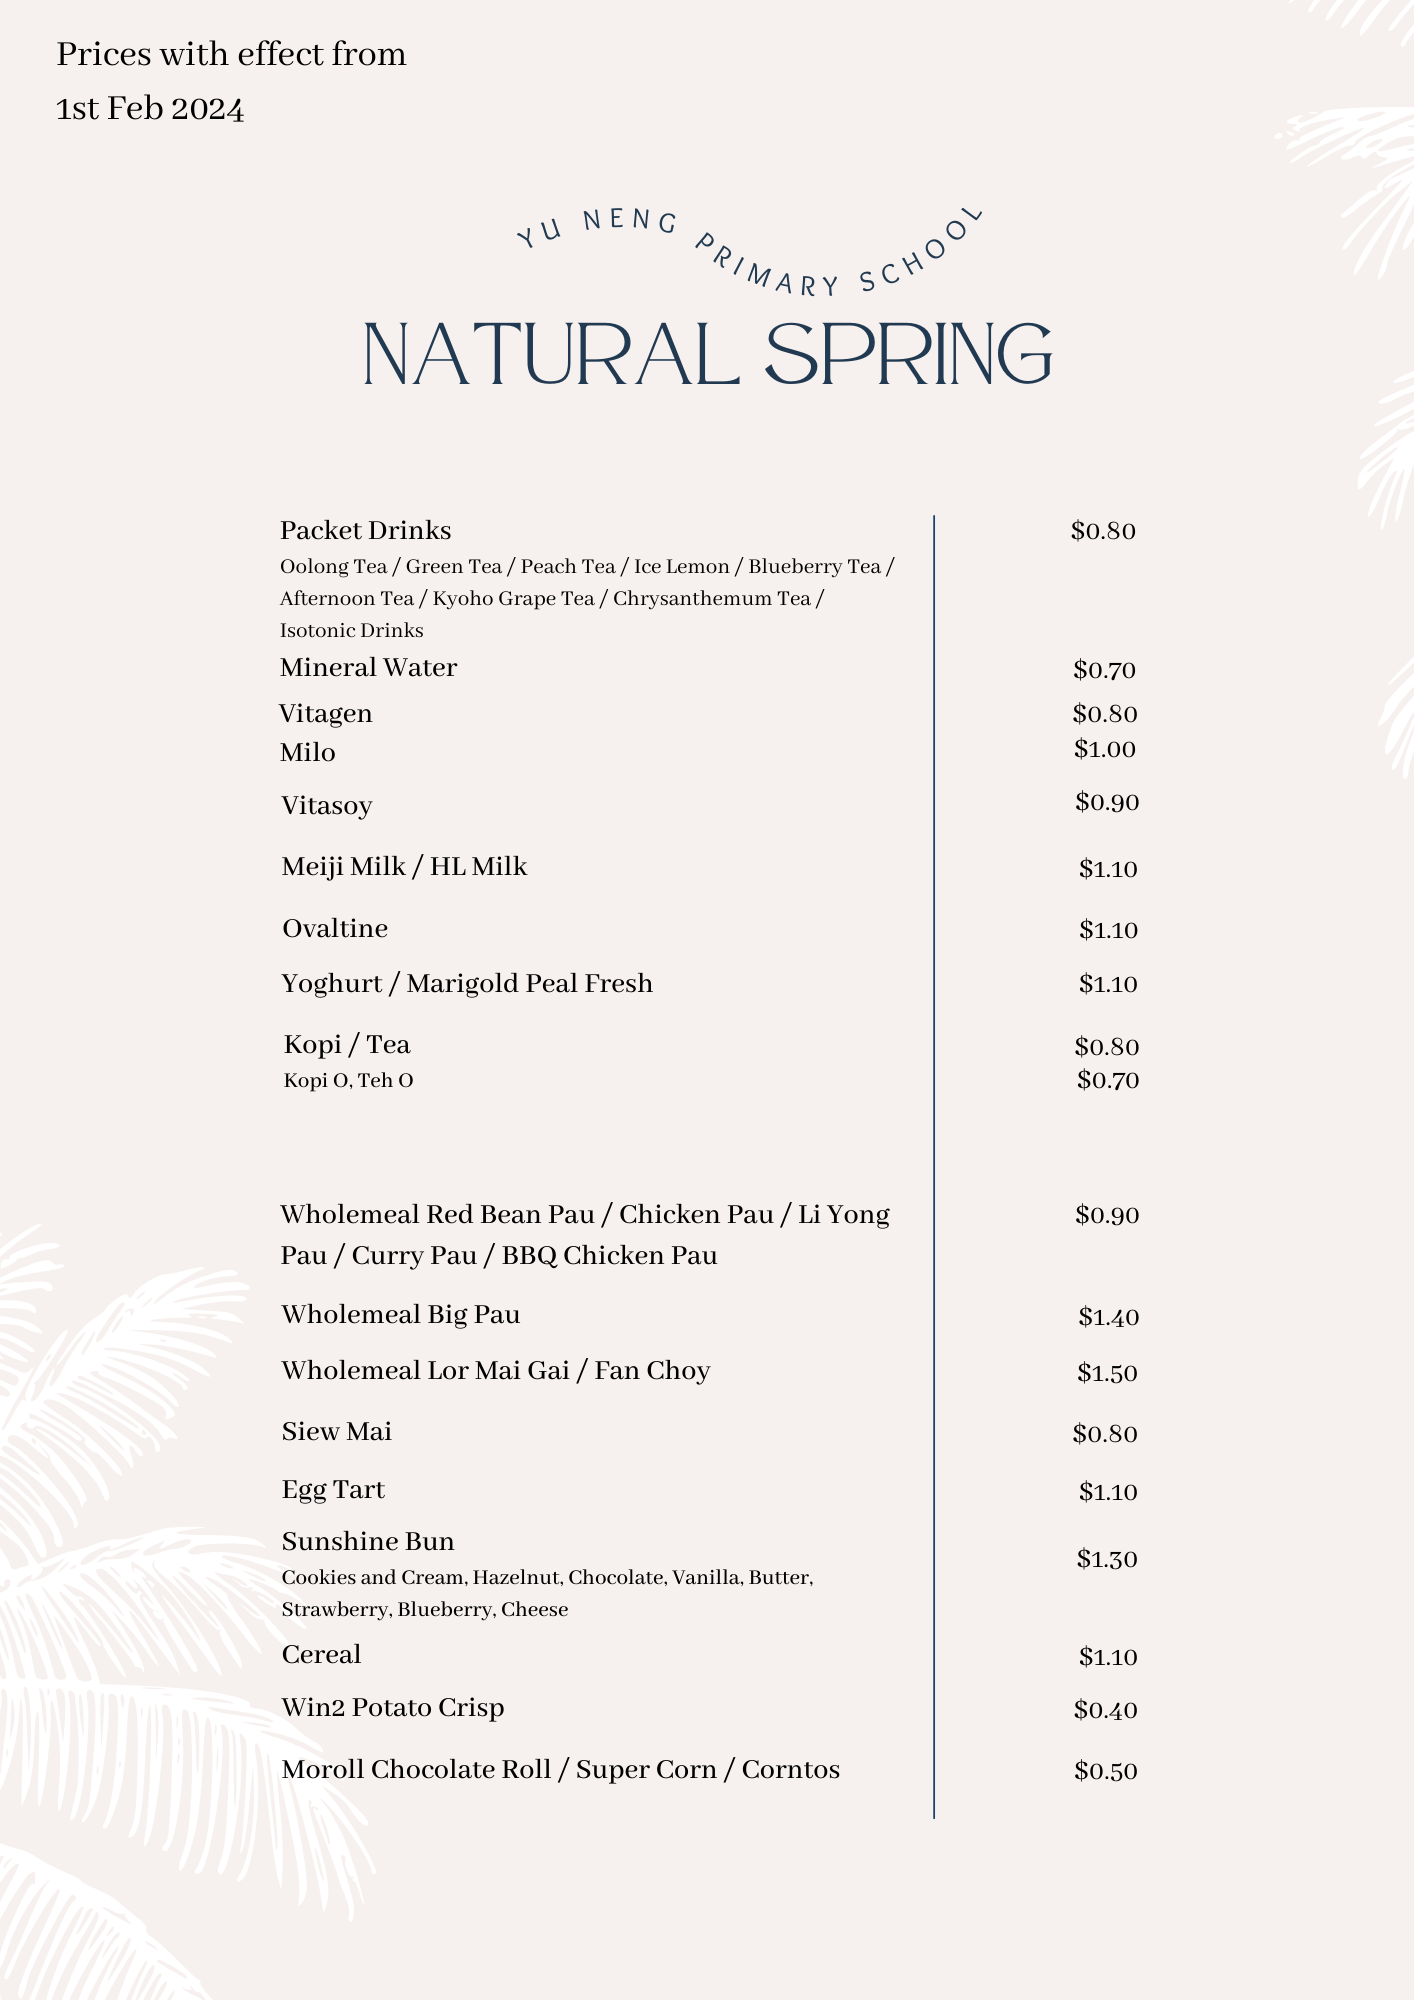 Prices with effect from
1st Feb 2024
YU NENG PRIMARY SCHOOL
NATURAL SPRING
Packet Drinks $0.80
Oolong Tea / Green Tea / Peach Tea / Ice Lemon / Blueberry Tea /
Afternoon Tea / Kyoho Grape Tea / Chrysanthemum Tea /
Isotonic Drinks
Mineral Water $0.70
Vitagen $0.80
Milo $1.00
Vitasoy $0.90
Meiji Milk / HL Milk $1.10
Ovaltine $1.10
Yoghurt / Marigold Peal Fresh $1.10
Kopi / Tea $0.80
Kopi O, Teh O $0.70
Wholemeal Red Bean Pau / Chicken Pau / Li Yong $0.90
Pau / Curry Pau / BBQ Chicken Pau
Wholemeal Big Pau $1.40
Wholemeal Lor Mai Gai / Fan Choy $1.50
Siew Mai $0.80
Egg Tart $1.10
Sunshine Bun $1.30
Cookies and Cream, Hazelnut, Chocolate, Vanilla, Butter,
Strawberry, Blueberry, Cheese
Cereal $1.10
Win2 Potato Crisp $0.40
Moroll Chocolate Roll / Super Corn / Corntos $0.50